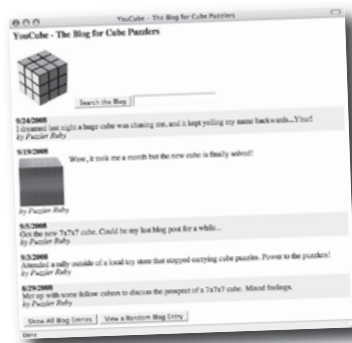 YouCube - The Blog for Cube Puzzlers
YouCube - The Blog for Cube Puzzlers
Search the Blog
9/24/2008
I dreamed last night a huge cube was chasing me, and it kept yelling my name backwards...Ybur!
by Puzzler Ruby
9/19/2008
Wow, it took me a month but the new cube is finally solved!
by Puzzler Ruby
9/5/2008
Got the new 7x7x7 cube. Could be my last blog post for a while...
by Puzzler Ruby
9/3/2008
Attended a rally outside of a local toy store that stopped carrying cube puzzles. Power to the puzzlers!
by Puzzler Ruby
8/29/2008
Met up with some fellow cubers to discuss the prospect of a 7x7x7 cube. Mixed feelings.
by Puzzler Ruby
Show All Blog Entries
View a Random Blog Entry
Done